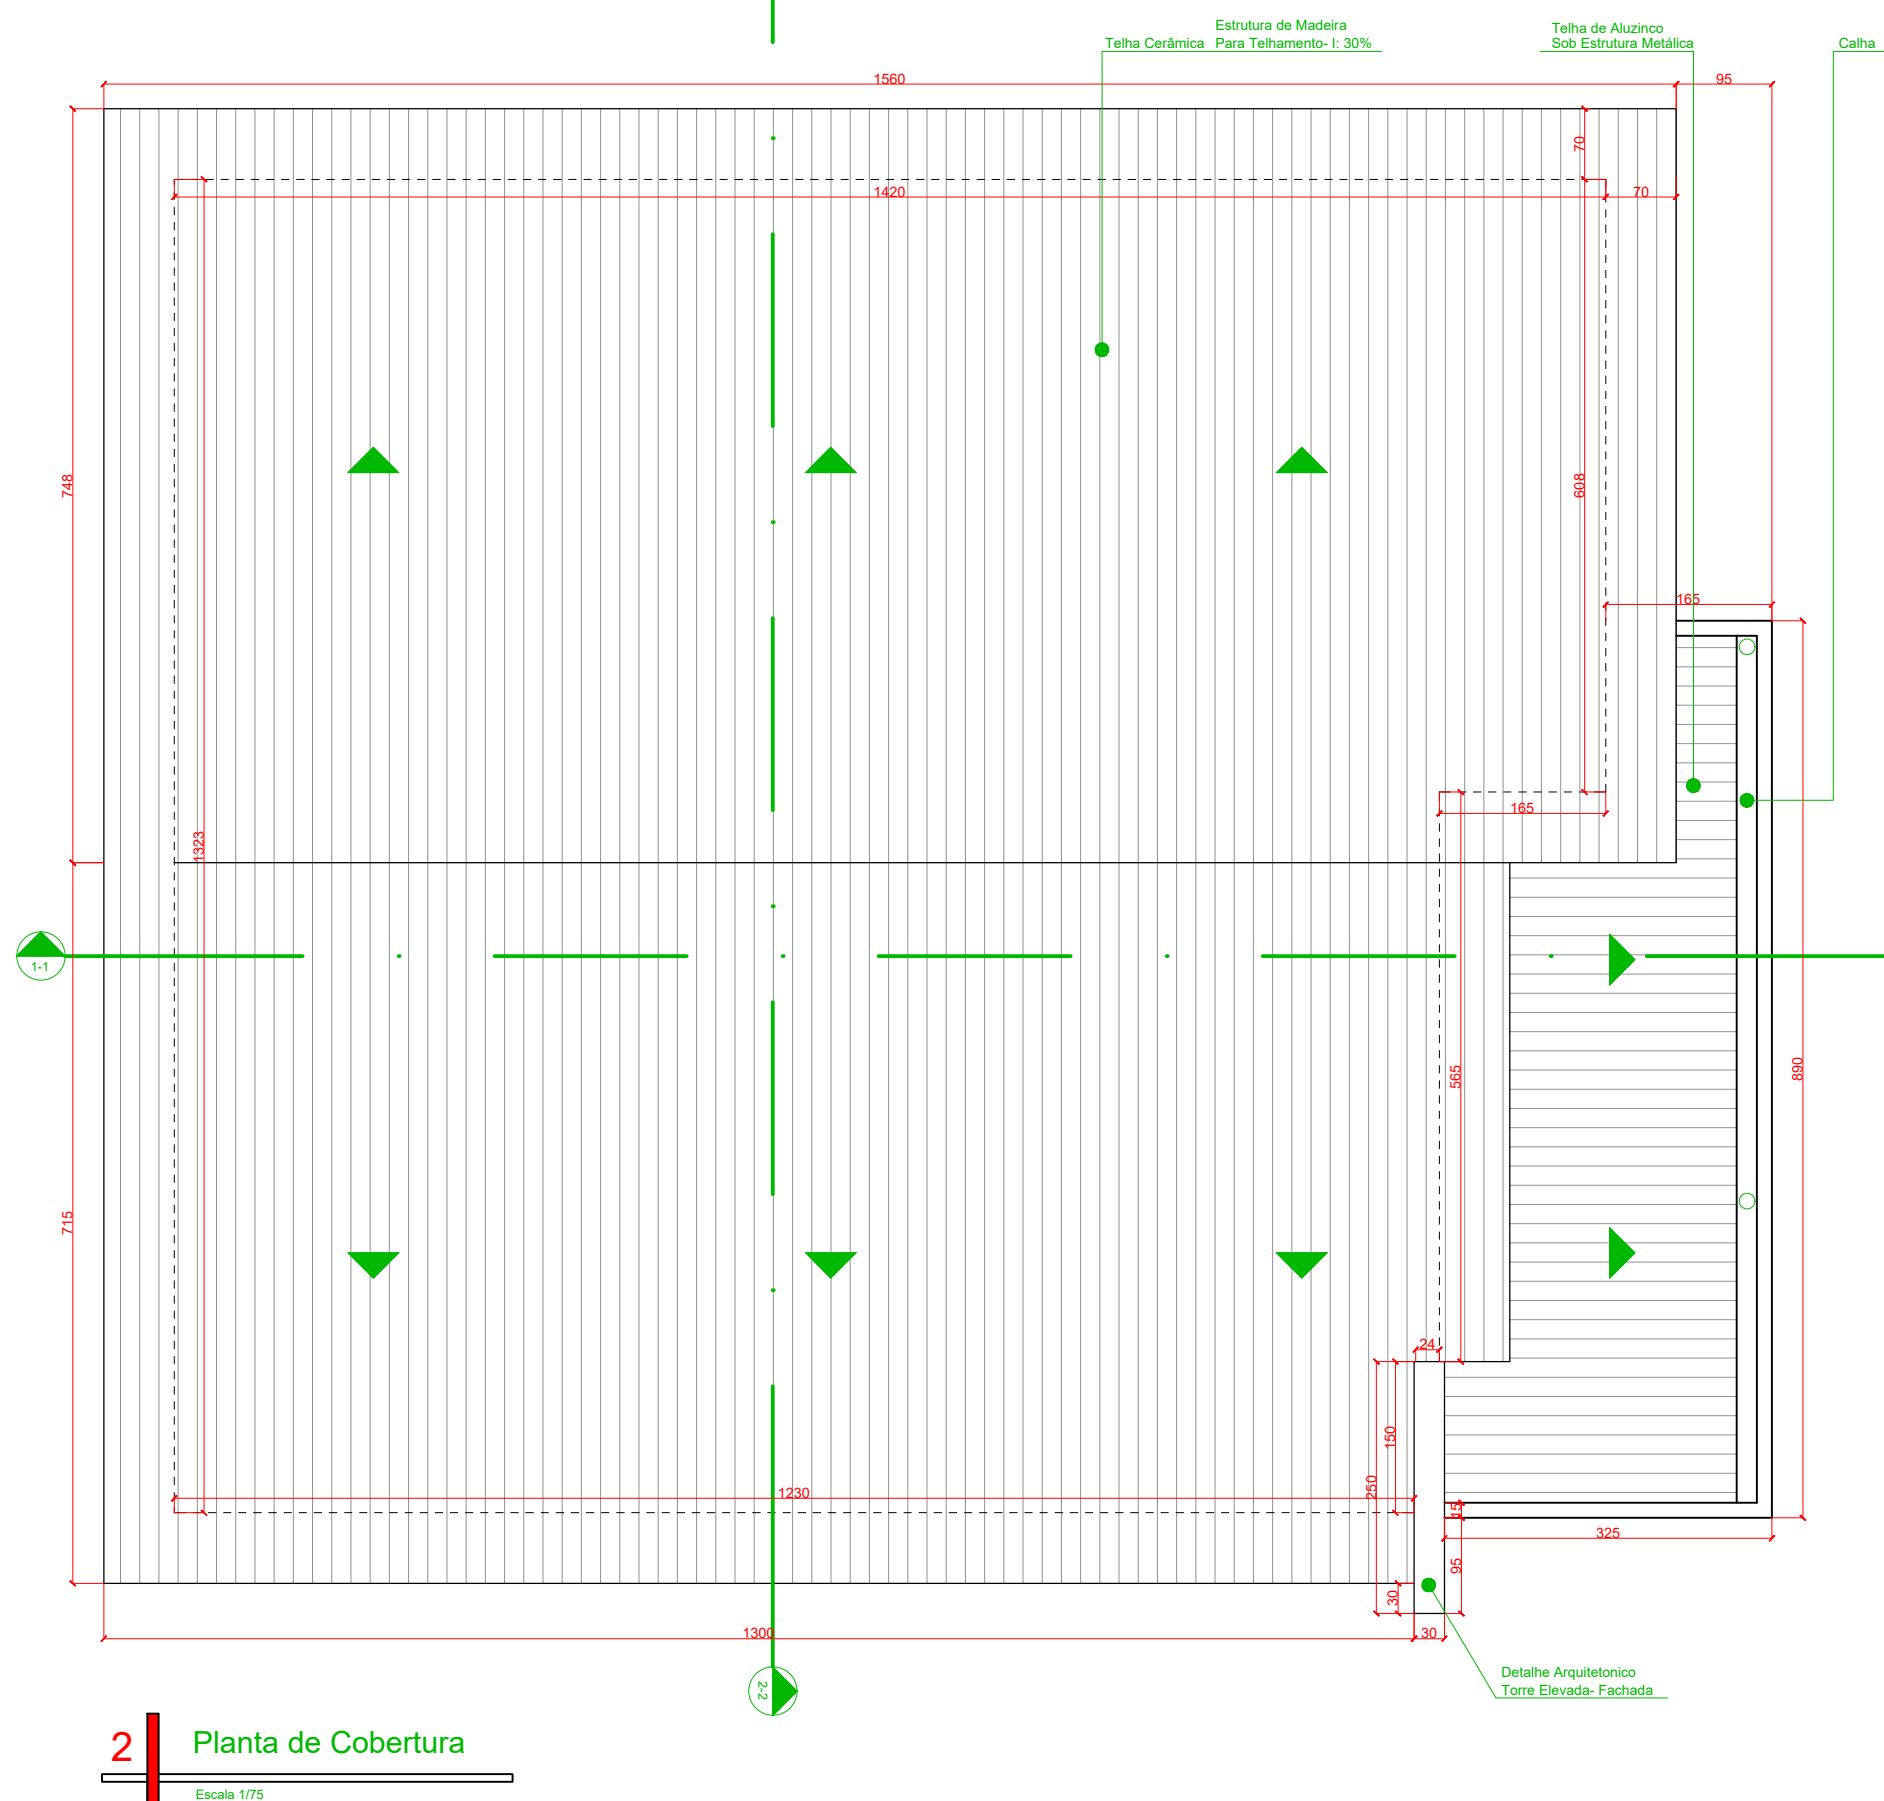 Estrutura de Madeira
Telha Cerâmica Para Telhamento- I: 30%
Telha de Aluzinco
Sob Estrutura Metálica
Calha
1560
95
70
1420
70
748
608
165
1323
165
1-1
565
890
715
24
150
250
1230
15
325
95
30
1300
30
2-2
Detalhe Arquitetonico
Torre Elevada- Fachada
2
Planta de Cobertura
Escala 1/75